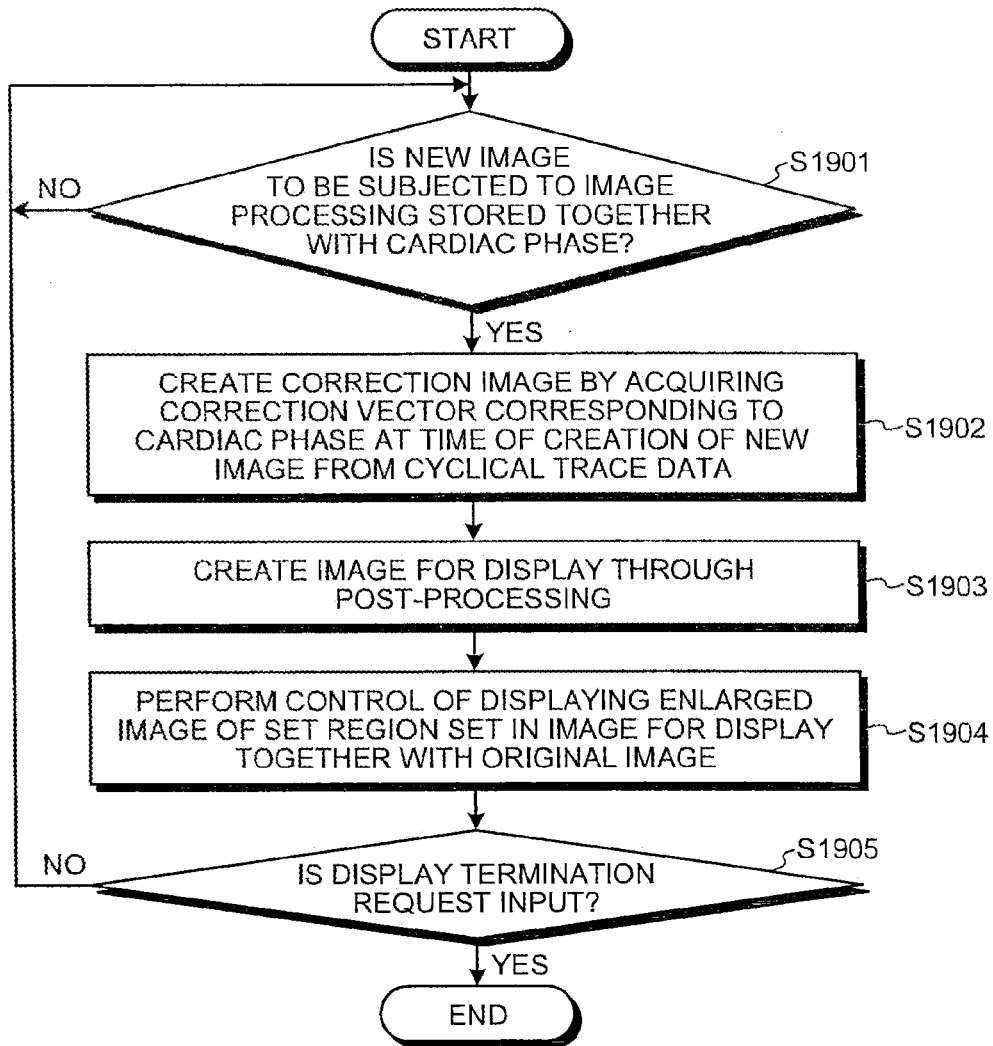 START
IS NEW IMAGE
TO BE SUBJECTED TO IMAGE
PROCESSING STORED TOGETHER
WITH CARDIAC PHASE?
S1901
NO
YES
CREATE CORRECTION IMAGE BY ACQUIRING
CORRECTION VECTOR CORRESPONDING TO
CARDIAC PHASE AT TIME OF CREATION OF NEW
IMAGE FROM CYCLICAL TRACE DATA
S1902
CREATE IMAGE FOR DISPLAY THROUGH
POST-PROCESSING
S1903
PERFORM CONTROL OF DISPLAYING ENLARGED
IMAGE OF SET REGION SET IN IMAGE FOR DISPLAY
TOGETHER WITH ORIGINAL IMAGE
S1904
NO
IS DISPLAY TERMINATION
REQUEST INPUT?
S1905
YES
END